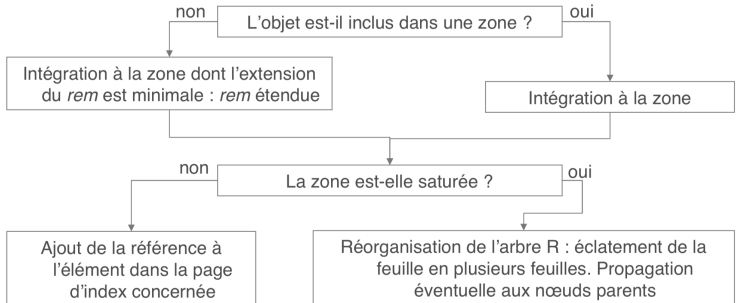 non
L'objet est-il inclus dans une zone ?
oui
Intégration à la zone dont l'extension
du rem est minimale : rem étendue
Intégration à la zone
non
La zone est-elle saturée ?
oui
Ajout de la référence à
l'élément dans la page
d'index concernée
Réorganisation de l'arbre R : éclatement de la
feuille en plusieurs feuilles. Propagation
éventuelle aux nœuds parents